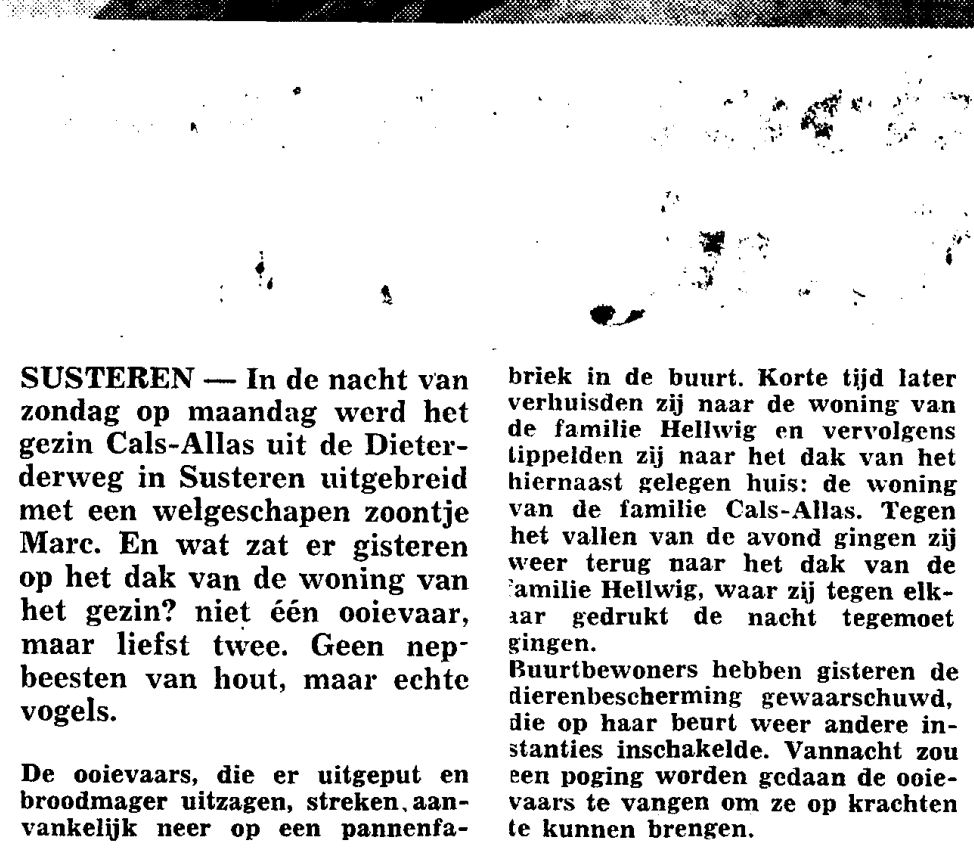 SUSTEREN — In de nacht van
zondag op maandag werd het
gezin Cals-Allas uit de Dieter-
derweg in Susteren uitgebreid
met een welgeschapen zoontje
Marc. En wat zat er gisteren
op het dak van de woning van
het gezin? niet één ooievaar,
maar liefst twee. Geen nep-
beesten van hout, maar echte
vogels.
De ooievaars, die er uitgeput en
broodmager uitzagen, streken aan-
vankelijk neer op een pannenfa-
briek in de buurt. Korte tijd later
verhuisden zij naar de woning van
de familie Hellwig en vervolgens
tippelden zij naar het dak van het
hiernaast gelegen huis: de woning
van de familie Cals-Allas. Tegen
het vallen van de avond gingen zij
weer terug naar het dak van de
familie Hellwig, waar zij tegen elk-
aar gedrukt de nacht tegemoet
gingen.
Buurtbewoners hebben gisteren de
dierenbescherming gewaarschuwd,
die op haar beurt weer andere in-
stanties inschakelde. Vannacht zou
een poging worden gedaan de ooie-
vaars te vangen om ze op krachten
te kunnen brengen.